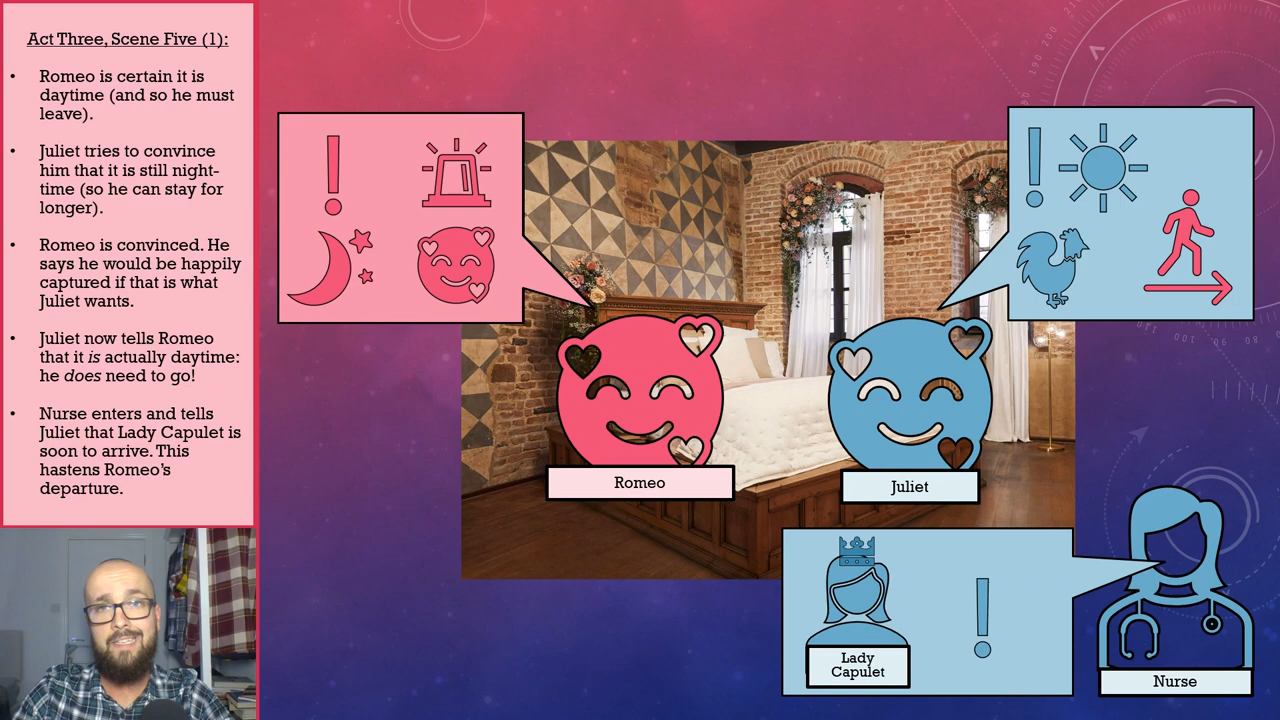 Act Three, Scene Five (1):
• Romeo is certain it is
daytime (and so he must
leave).
• Juliet tries to convince
him that it is still night-
time (so he can stay for
longer).
• Romeo is convinced. He
says he would be happily
captured if that is what
Juliet wants.
• Juliet now tells Romeo
that it is actually daytime:
he does need to go!
• Nurse enters and tells
Juliet that Lady Capulet is
soon to arrive. This
hastens Romeo's
departure.
Romeo
Juliet
Lady
Capulet
Nurse